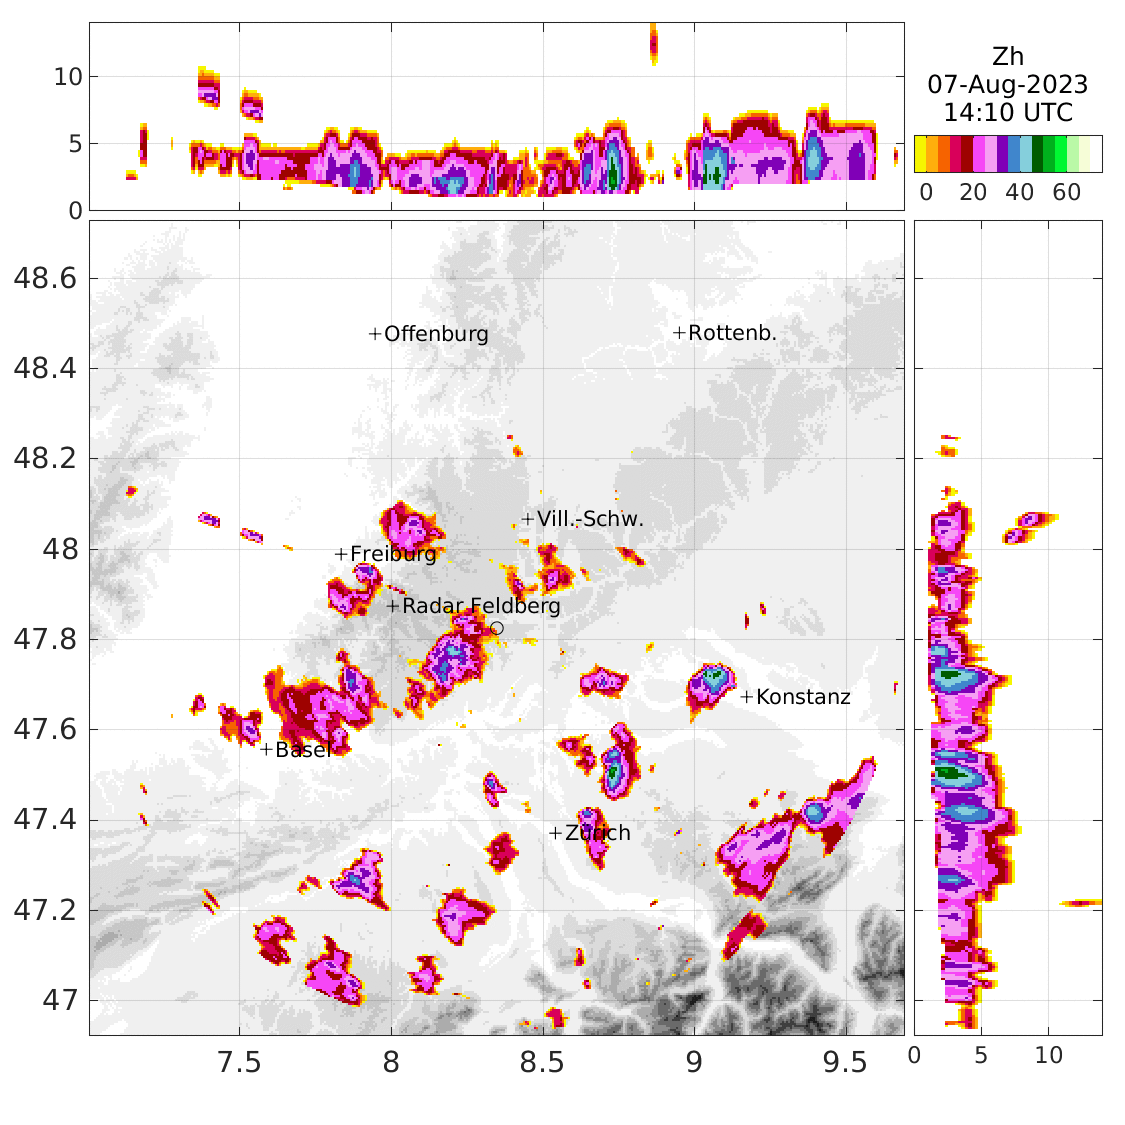 10
5
0
Zh
07-Aug-2023
14:10 UTC
0 20 40 60
48.6
48.4
48.2
48
47.8
47.6
47.4
47.2
47
+Offenburg
+Rottenb.
+Vill.-Schw.
+Freiburg
+Radar Feldberg
+Konstanz
+Basel
+Zürich
7.5 8 8.5 9 9.5
0 5 10